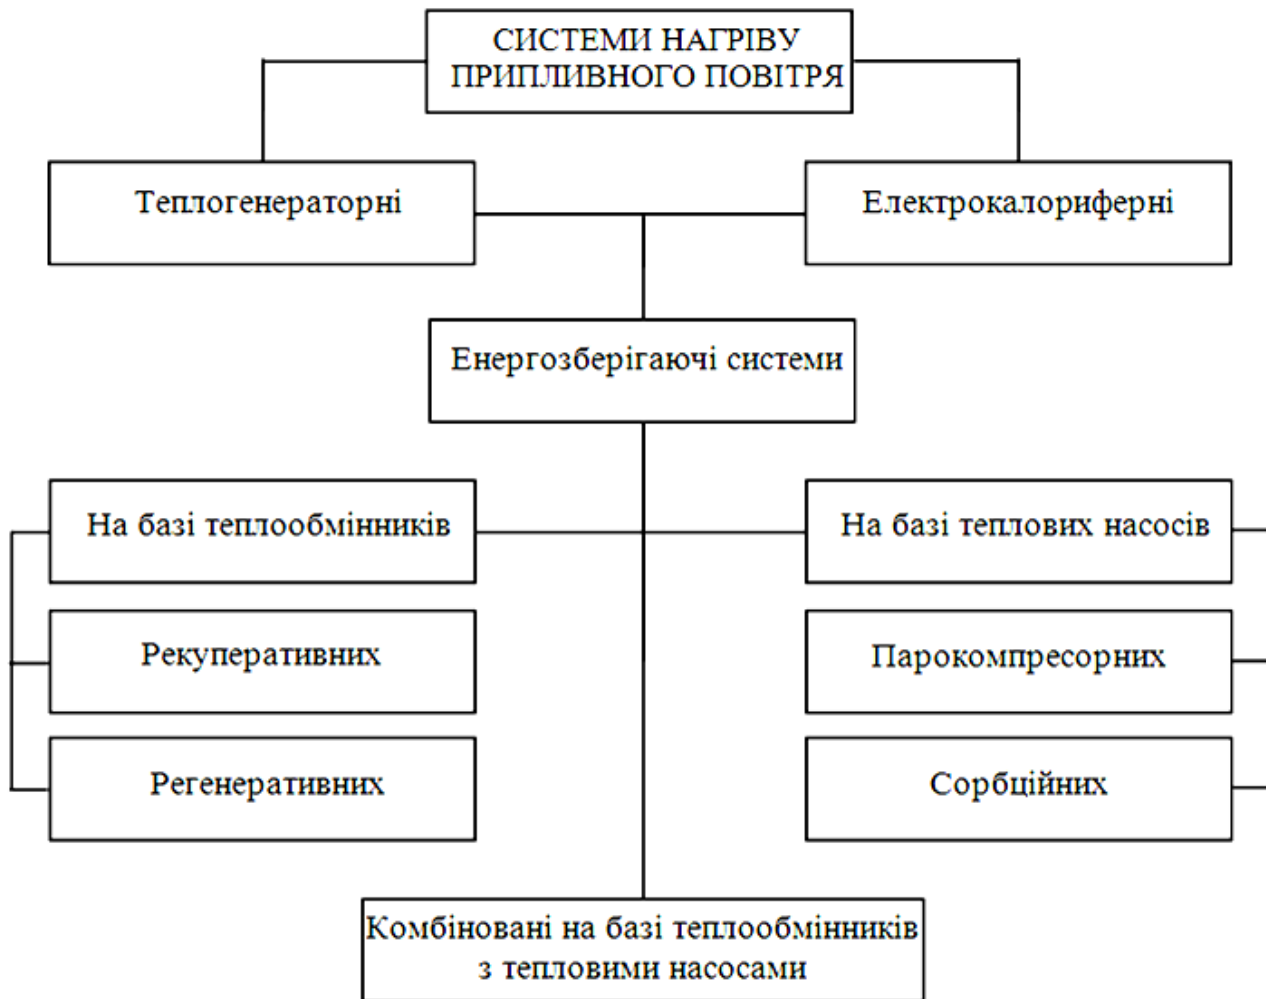 СИСТЕМИ НАГРІВУ
ПРИПЛИВНОГО ПОВІТРЯ
Теплогенераторні
Електрокалориферні
Енергозберігаючі системи
На базі теплообмінників
На базі теплових насосів
Рекуперативних
Парокомпресорних
Регенеративних
Сорбційних
Комбіновані на базі теплообмінників
з тепловими насосами